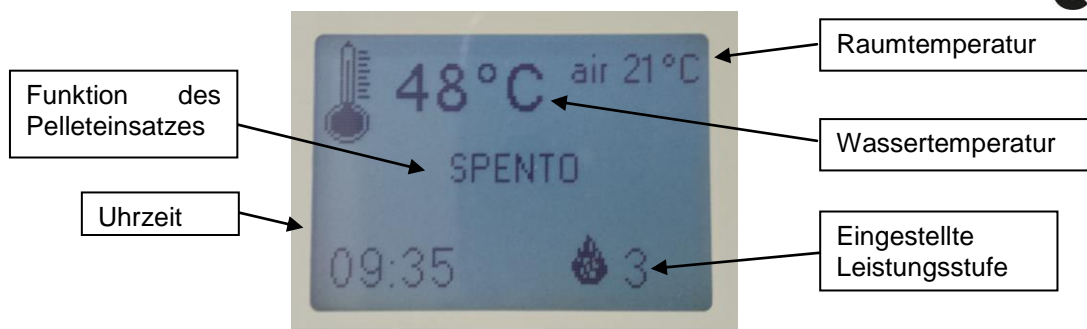 Funktion des
Pelleteinsatzes
Uhrzeit
48°C air 21°C
SPENTO
09:35 3
Raumtemperatur
Wassertemperatur
Eingestellte
Leistungsstufe